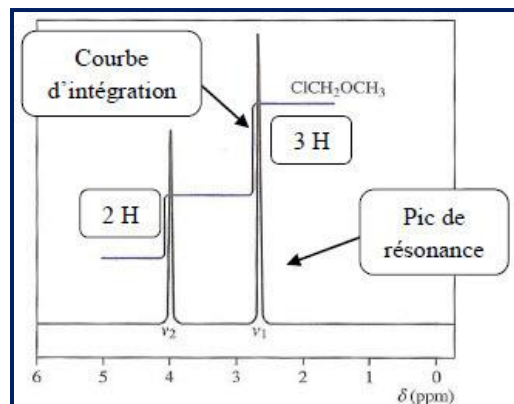 Courbe
d'intégration
ClCH₂OCH₃
3 H
2 H
Pic de
résonance
ν₂
ν₁
6 5 4 3 2 1 0
δ (ppm)